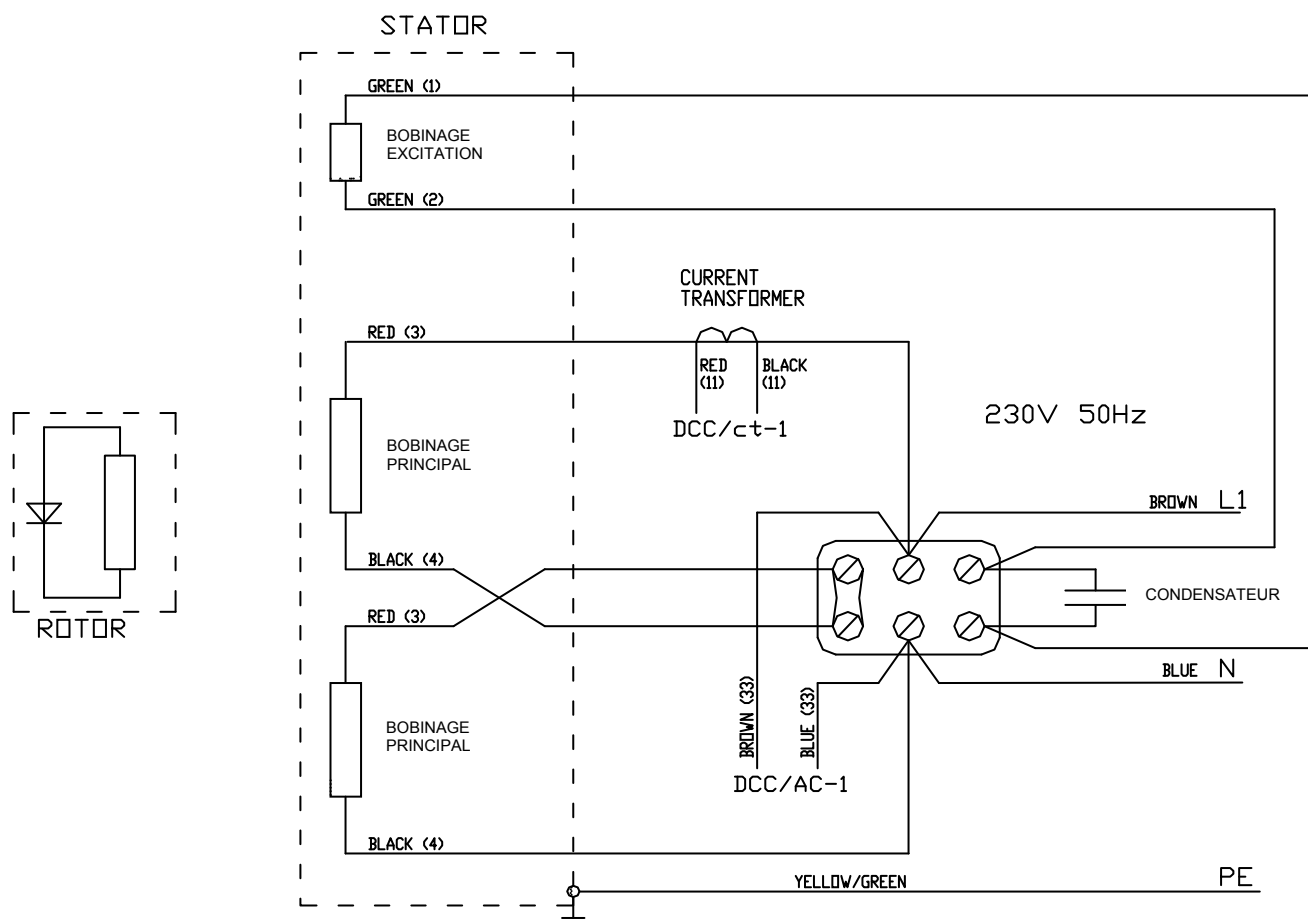 STATOR
GREEN (1)
BOBINAGE
EXCITATION
GREEN (2)
CURRENT
TRANSFORMER
RED (3)
RED
(11)
BLACK
(11)
DCC/ct-1
230V 50Hz
BOBINAGE
PRINCIPAL
BROWN L1
BLACK (4)
CONDENSATEUR
RED (3)
ROTOR
BLUE N
BROWN (33)
BLUE (33)
BOBINAGE
PRINCIPAL
DCC/AC-1
BLACK (4)
YELLOW/GREEN
PE